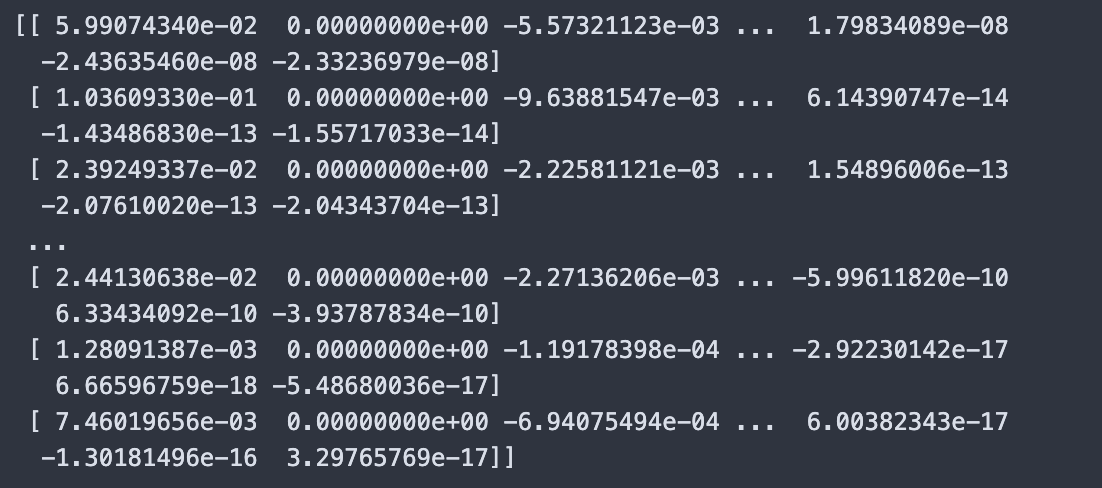 [[ 5.99074340e-02  0.00000000e+00 -5.57321123e-03 ...  1.79834089e-08
  -2.43635460e-08 -2.33236979e-08]
 [ 1.03609330e-01  0.00000000e+00 -9.63881547e-03 ...  6.14390747e-14
  -1.43486830e-13 -1.55717033e-14]
 [ 2.39249337e-02  0.00000000e+00 -2.22581121e-03 ...  1.54896006e-13
  -2.07610020e-13 -2.04343704e-13]
 ...
 [ 2.44130638e-02  0.00000000e+00 -2.27136206e-03 ... -5.99611820e-10
   6.33434092e-10 -3.93787834e-10]
 [ 1.28091387e-03  0.00000000e+00 -1.19178398e-04 ... -2.92230142e-17
   6.66596759e-18 -5.48680036e-17]
 [ 7.46019656e-03  0.00000000e+00 -6.94075494e-04 ...  6.00382343e-17
  -1.30181496e-16  3.29765769e-17]]